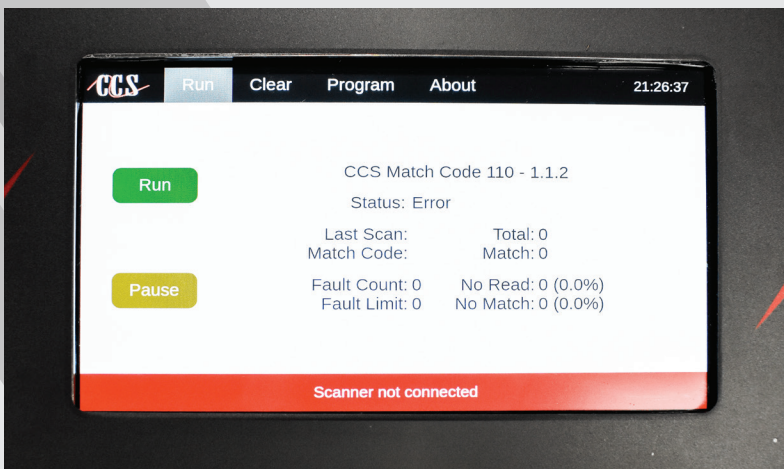 CCS Run Clear Program About 21:26:37
Run
CCS Match Code 110 - 1.1.2
Status: Error
Last Scan: Total: 0
Match Code: Match: 0
Pause
Fault Count: 0 No Read: 0 (0.0%)
Fault Limit: 0 No Match: 0 (0.0%)
Scanner not connected